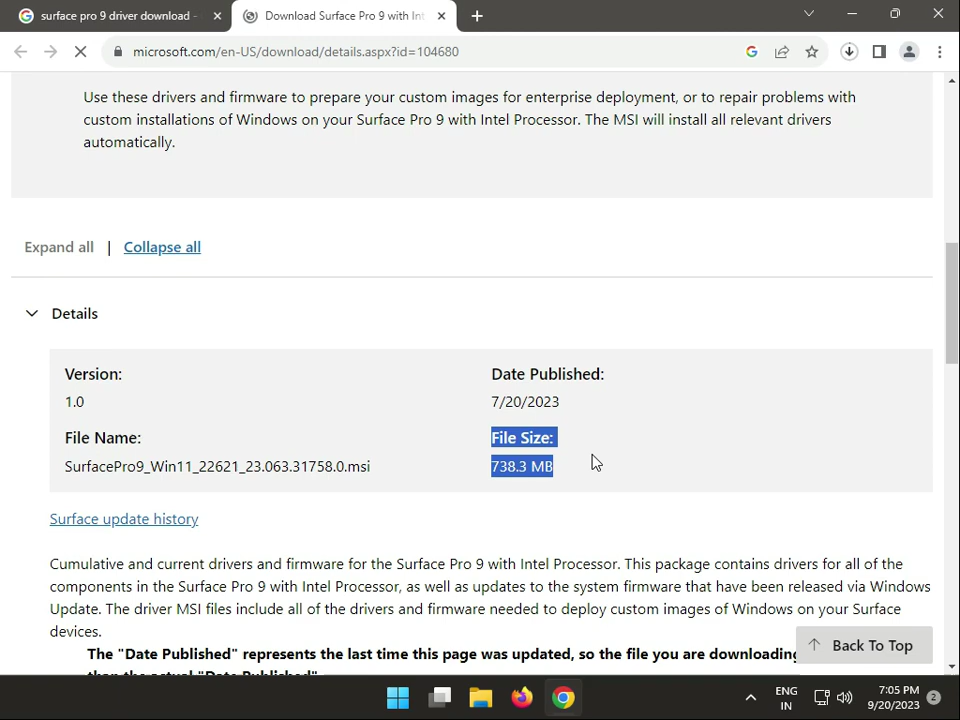 surface pro 9 driver download -
Download Surface Pro 9 with Int
microsoft.com/en-US/download/details.aspx?id=104680
Use these drivers and firmware to prepare your custom images for enterprise deployment, or to repair problems with
custom installations of Windows on your Surface Pro 9 with Intel Processor. The MSI will install all relevant drivers
automatically.
Expand all | Collapse all
Details
Version:
1.0
Date Published:
7/20/2023
File Name:
SurfacePro9_Win11_22621_23.063.31758.0.msi
File Size:
738.3 MB
Surface update history
Cumulative and current drivers and firmware for the Surface Pro 9 with Intel Processor. This package contains drivers for all of the
components in the Surface Pro 9 with Intel Processor, as well as updates to the system firmware that have been released via Windows
Update. The driver MSI files include all of the drivers and firmware needed to deploy custom images of Windows on your Surface
devices.
The "Date Published" represents the last time this page was updated, so the file you are downloading
than the actual "Date Published".
Back To Top
ENG
IN
7:05 PM
9/20/2023
2